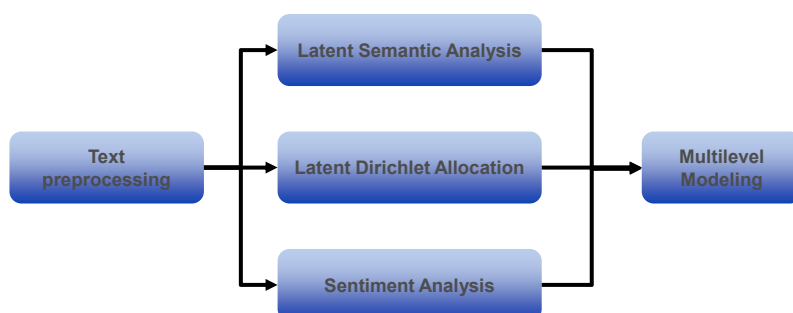 Latent Semantic Analysis
Text
preprocessing
Latent Dirichlet Allocation
Multilevel
Modeling
Sentiment Analysis